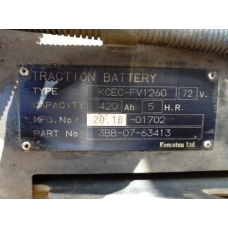 TRACTION BATTERY
TYPE KCEC-FV1260 72 V.
CAPACITY 420 Ah 5 H.R.
MFG. No. 20.10 -01702
PART No 3BB-07-63413
Komatsu Ltd.